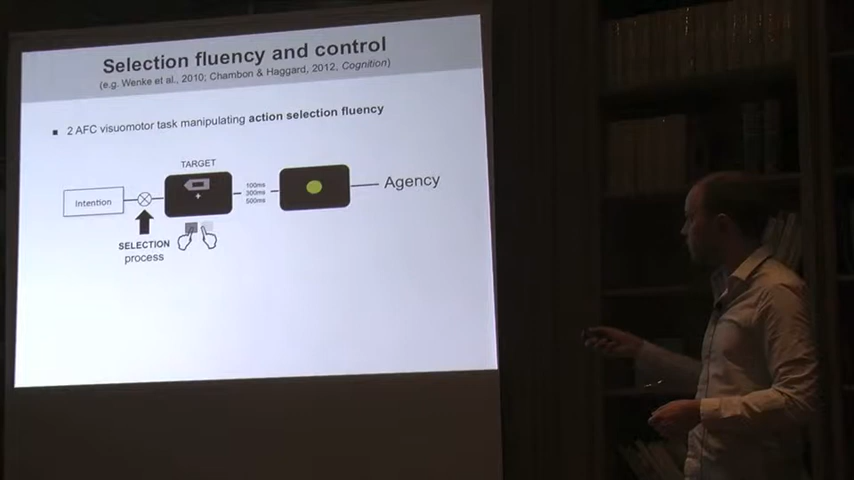 Selection fluency and control
(e.g. Wenke et al., 2010; Chambon & Haggard, 2012, Cognition)
2 AFC visuomotor task manipulating action selection fluency
TARGET
Intention
100ms
300ms
500ms
Agency
SELECTION
process